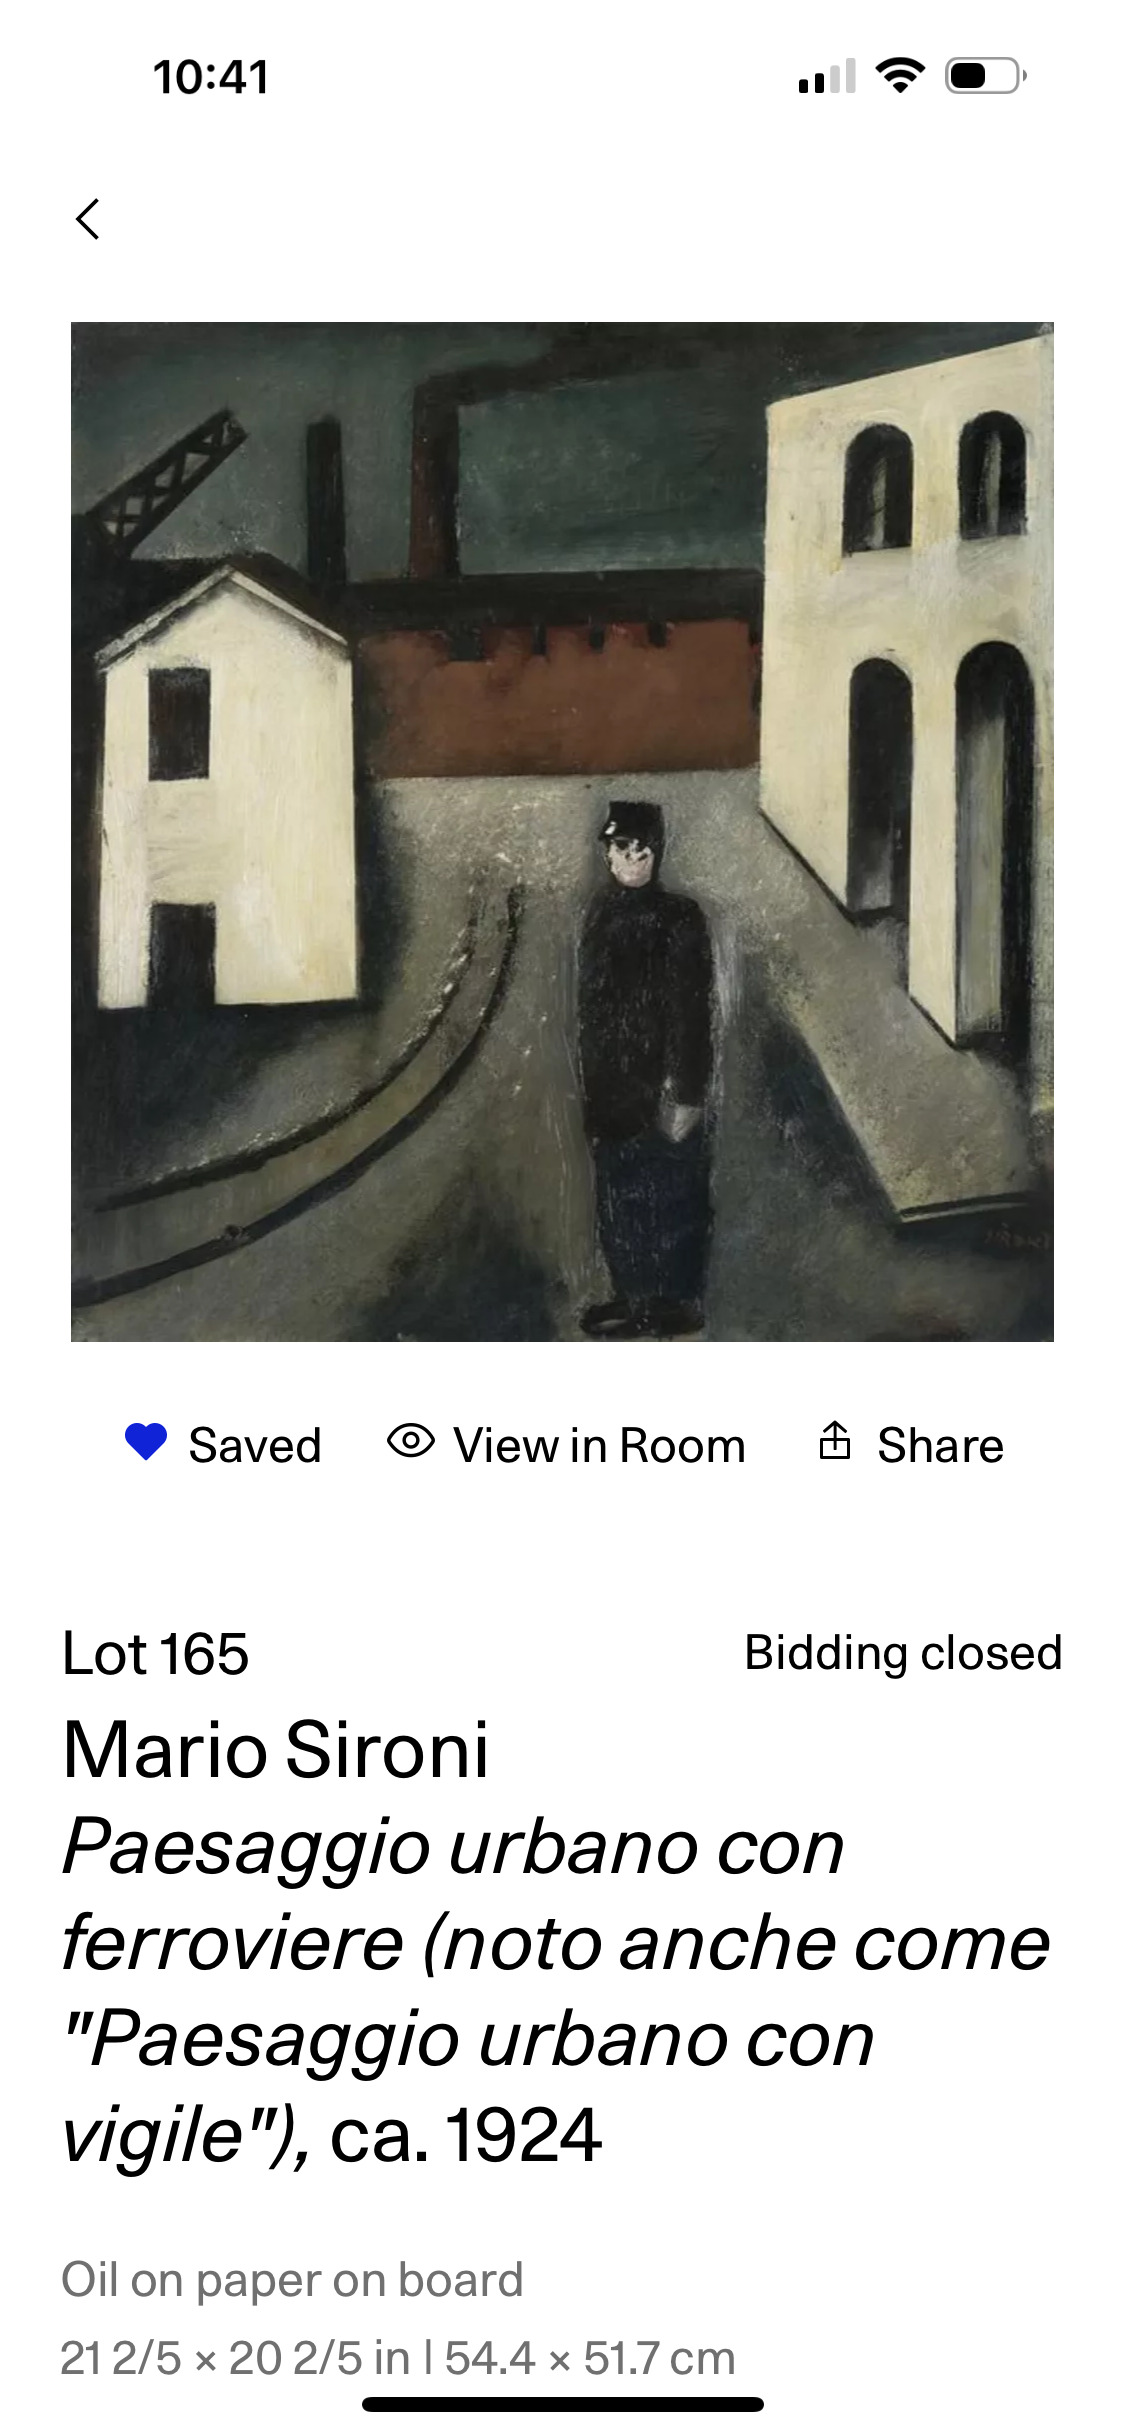 10:41
Saved
View in Room
Share
Lot 165
Bidding closed
Mario Sironi
Paesaggio urbano con
ferroviere (noto anche come
"Paesaggio urbano con
vigile"), ca. 1924
Oil on paper on board
21 2/5 × 20 2/5 in | 54.4 × 51.7 cm